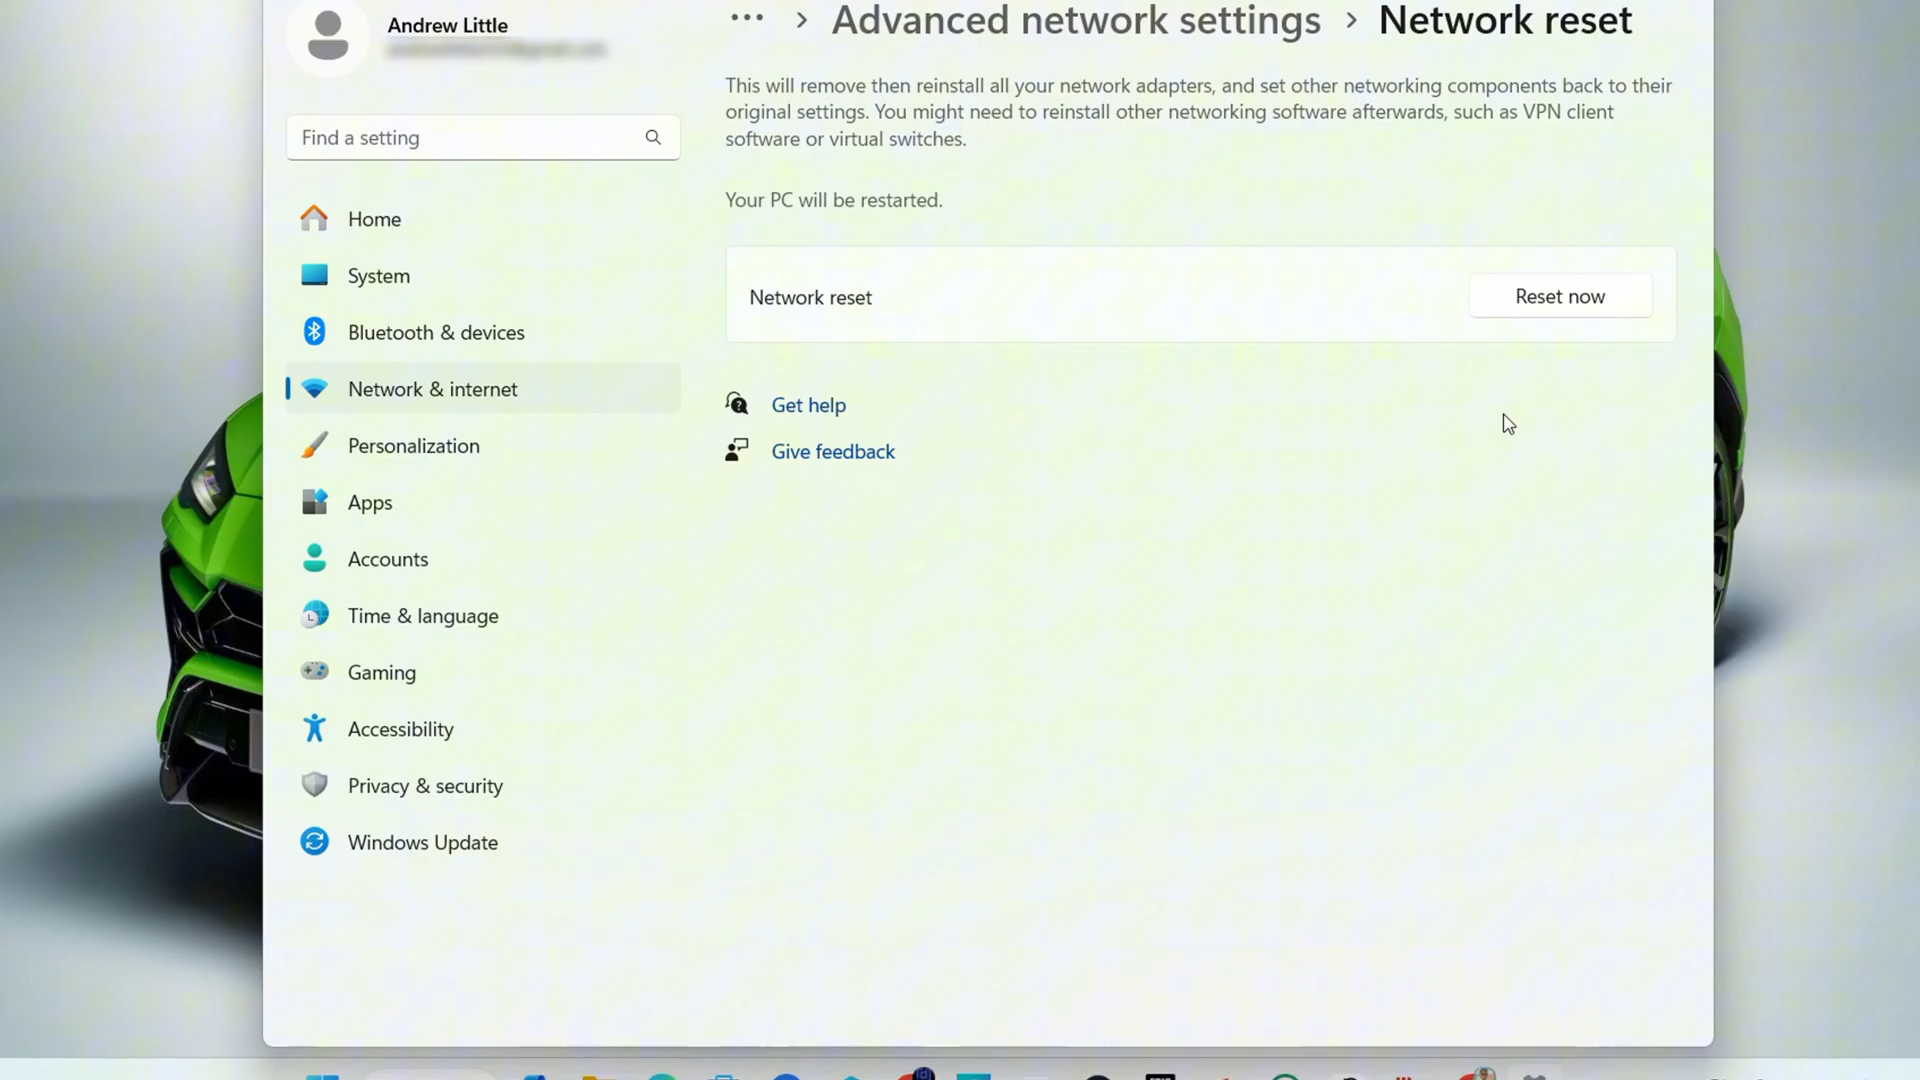 Andrew Little
... > Advanced network settings > Network reset
This will remove then reinstall all your network adapters, and set other networking components back to their
original settings. You might need to reinstall other networking software afterwards, such as VPN client
software or virtual switches.
Find a setting
Your PC will be restarted.
Home
System
Network reset
Reset now
Bluetooth & devices
Network & internet
Get help
Personalization
Give feedback
Apps
Accounts
Time & language
Gaming
Accessibility
Privacy & security
Windows Update